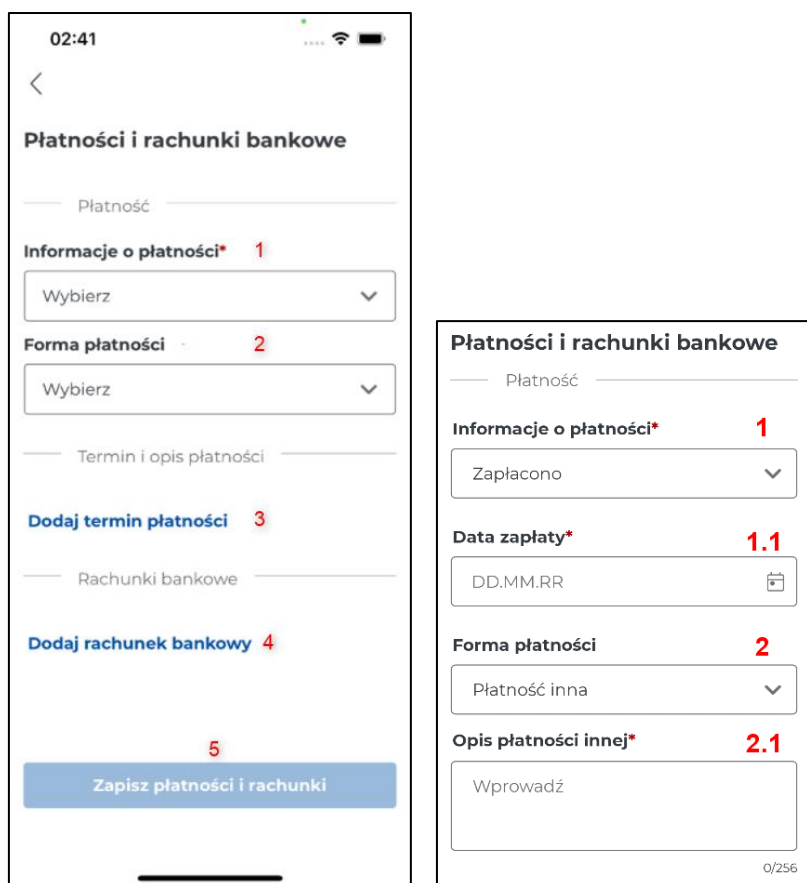 02:41
Płatności i rachunki bankowe
Płatność
Informacje o płatności* 1
Wybierz
Forma płatności 2
Wybierz
Termin i opis płatności
Dodaj termin płatności 3
Rachunki bankowe
Dodaj rachunek bankowy 4
5
Zapisz płatności i rachunki
Płatności i rachunki bankowe
Płatność
Informacje o płatności* 1
Zapłacono
Data zapłaty* 1.1
DD.MM.RR
Forma płatności 2
Płatność inna
Opis płatności innej* 2.1
Wprowadź
0/256